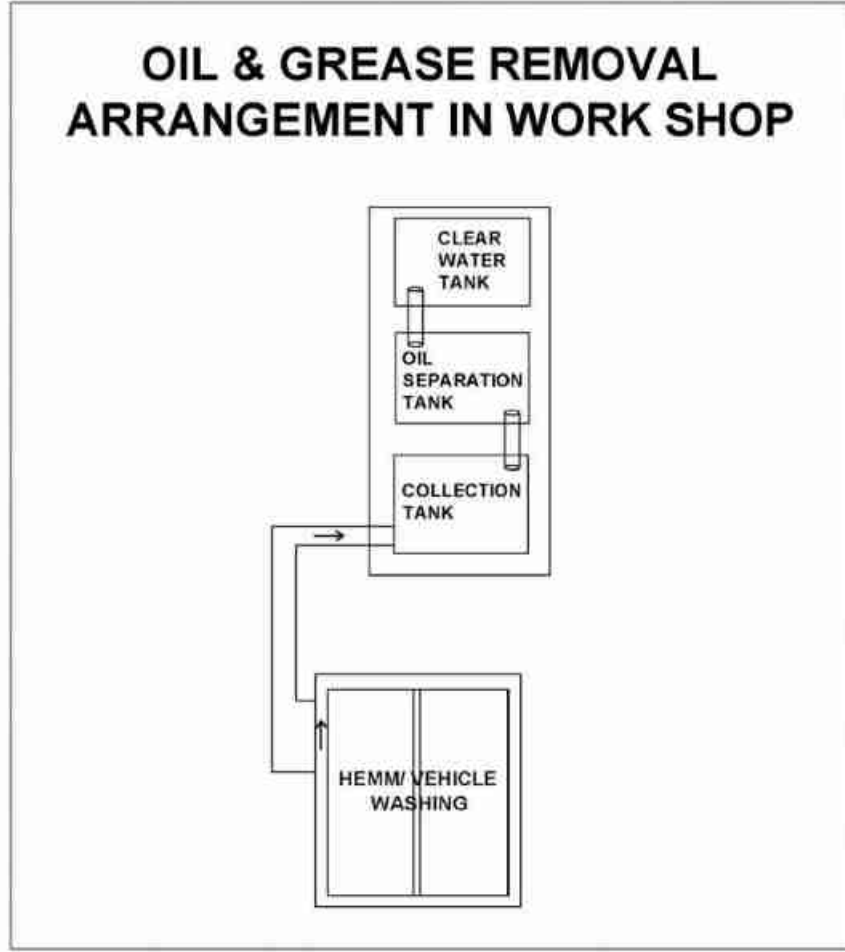 OIL & GREASE REMOVAL
ARRANGEMENT IN WORK SHOP
CLEAR
WATER
TANK
OIL
SEPARATION
TANK
COLLECTION
TANK
HEMM/ VEHICLE
WASHING